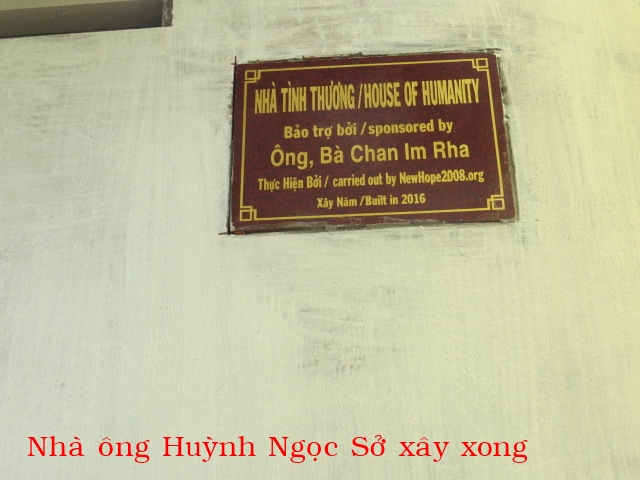 NHÀ TÌNH THƯƠNG / HOUSE OF HUMANITY
Bảo trợ bởi / sponsored by
Ông, Bà Chan Im Rha
Thực Hiện Bởi / carried out by NewHope2008.org
Xây Năm / Built in 2016
Nhà ông Huỳnh Ngọc Sở xây xong